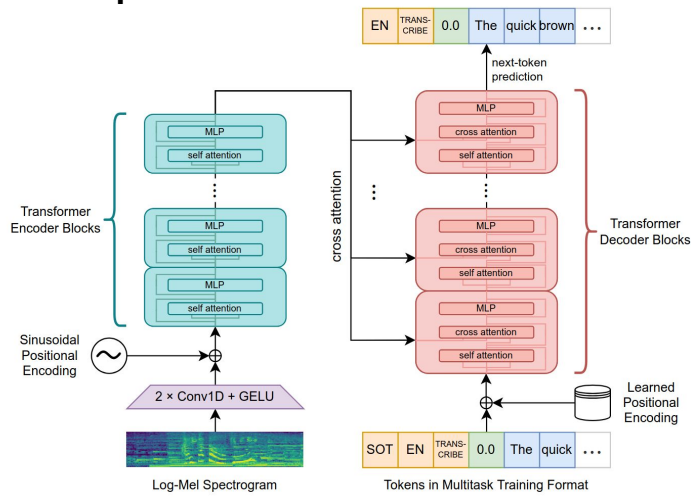 EN TRANS-
CRIBE 0.0 The quick brown ...
next-token
prediction
MLP
cross attention
self attention
MLP
self attention
...
...
...
Transformer
Encoder Blocks
cross attention
Transformer
Decoder Blocks
MLP
self attention
MLP
self attention
MLP
cross attention
self attention
MLP
cross attention
self attention
Sinusoidal
Positional
Encoding
2 × Conv1D + GELU
Learned
Positional
Encoding
SOT EN TRANS-
CRIBE 0.0 The quick ...
Log-Mel Spectrogram
Tokens in Multitask Training Format